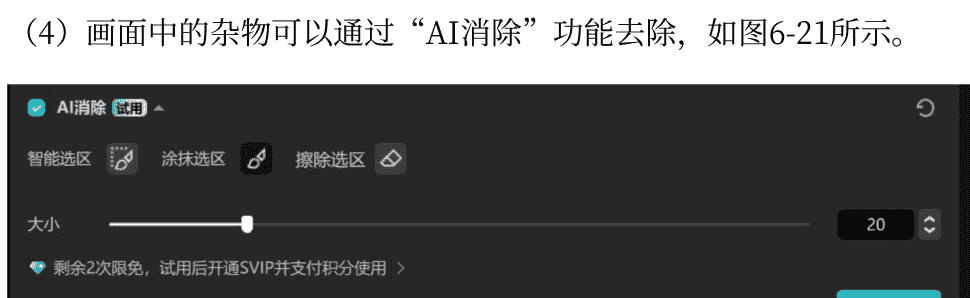 （4）画面中的杂物可以通过“AI消除”功能去除，如图6-21所示。
AI消除 试用
智能选区 涂抹选区 擦除选区
大小 20
剩余2次限免，试用后开通SVIP并支付积分使用